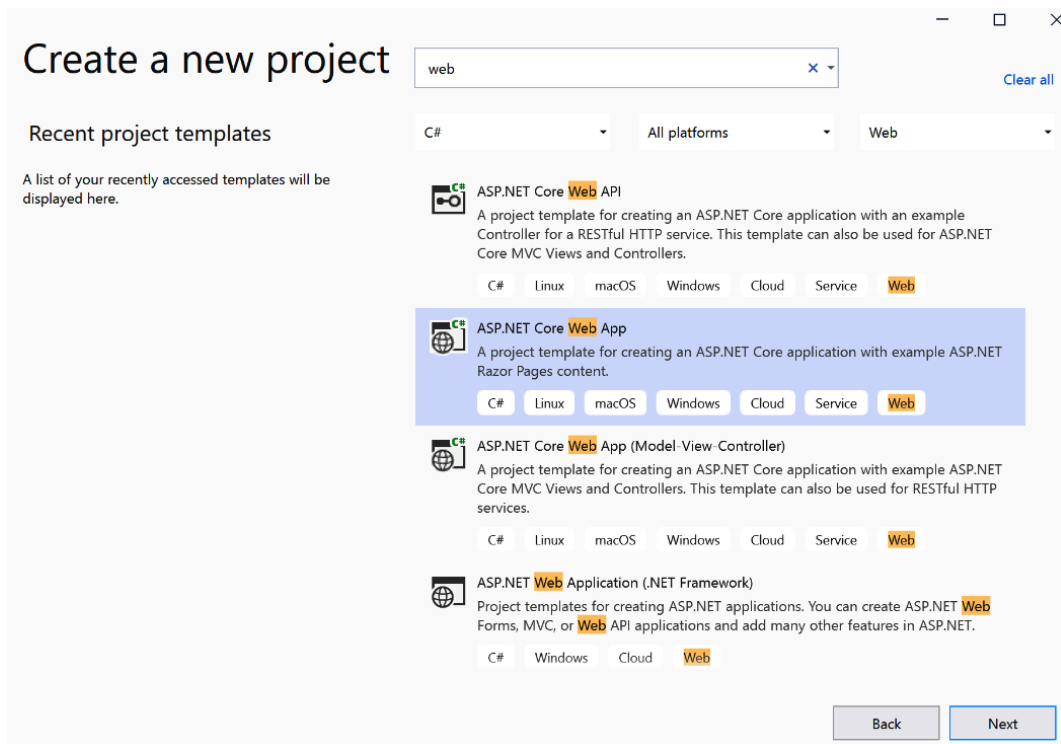 Create a new project
web
Clear all
Recent project templates
C#
All platforms
Web
A list of your recently accessed templates will be
displayed here.
C#
ASP.NET Core Web API
A project template for creating an ASP.NET Core application with an example
Controller for a RESTful HTTP service. This template can also be used for ASP.NET
Core MVC Views and Controllers.
C# Linux macOS Windows Cloud Service Web
C#
ASP.NET Core Web App
A project template for creating an ASP.NET Core application with example ASP.NET
Razor Pages content.
C# Linux macOS Windows Cloud Service Web
C#
ASP.NET Core Web App (Model-View-Controller)
A project template for creating an ASP.NET Core application with example ASP.NET
Core MVC Views and Controllers. This template can also be used for RESTful HTTP
services.
C# Linux macOS Windows Cloud Service Web
ASP.NET Web Application (.NET Framework)
Project templates for creating ASP.NET applications. You can create ASP.NET Web
Forms, MVC, or Web API applications and add many other features in ASP.NET.
C# Windows Cloud Web
Back
Next